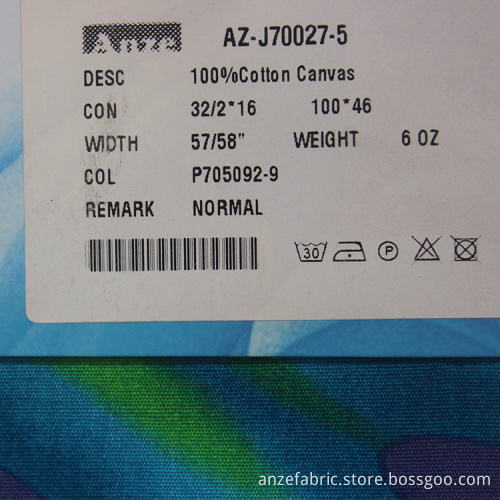 Anze AZ-J70027-5
DESC 100%Cotton Canvas
CON 32/2*16 100*46
WIDTH 57/58" WEIGHT 6 OZ
COL P705092-9
REMARK NORMAL
30 P
anzefabric.store.bossgoo.com